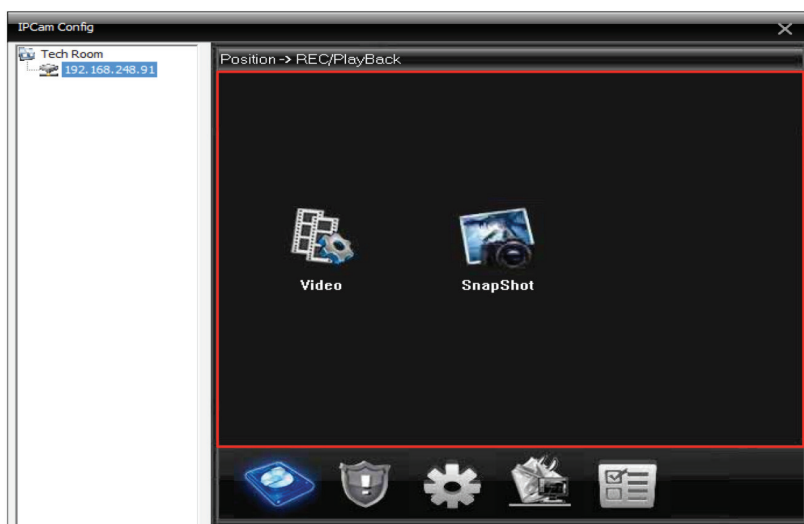 IPCam Config
Tech Room
192.168.248.91
Position -> REC/PlayBack
Video
SnapShot